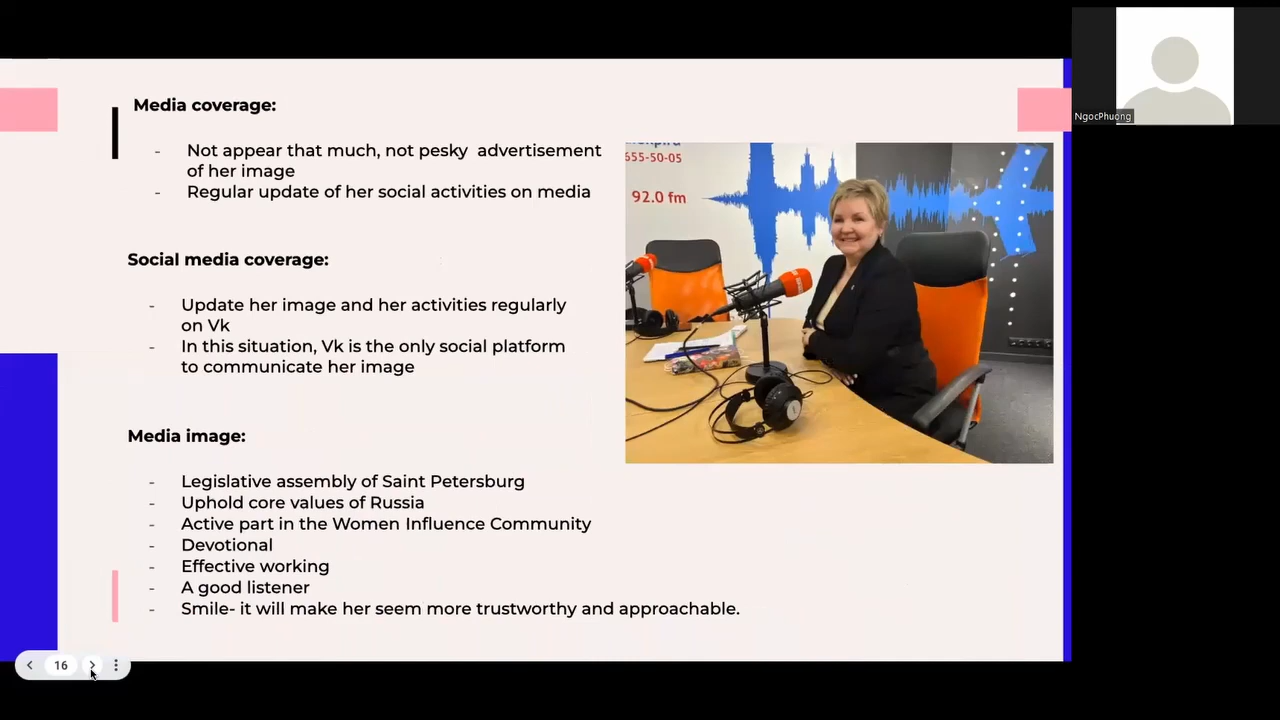 Media coverage:
- Not appear that much, not pesky advertisement
of her image
- Regular update of her social activities on media
Social media coverage:
- Update her image and her activities regularly
on Vk
- In this situation, Vk is the only social platform
to communicate her image
Media image:
- Legislative assembly of Saint Petersburg
- Uphold core values of Russia
- Active part in the Women Influence Community
- Devotional
- Effective working
- A good listener
- Smile- it will make her seem more trustworthy and approachable.
655-50-05
92.0 fm
NgocPhuong
16